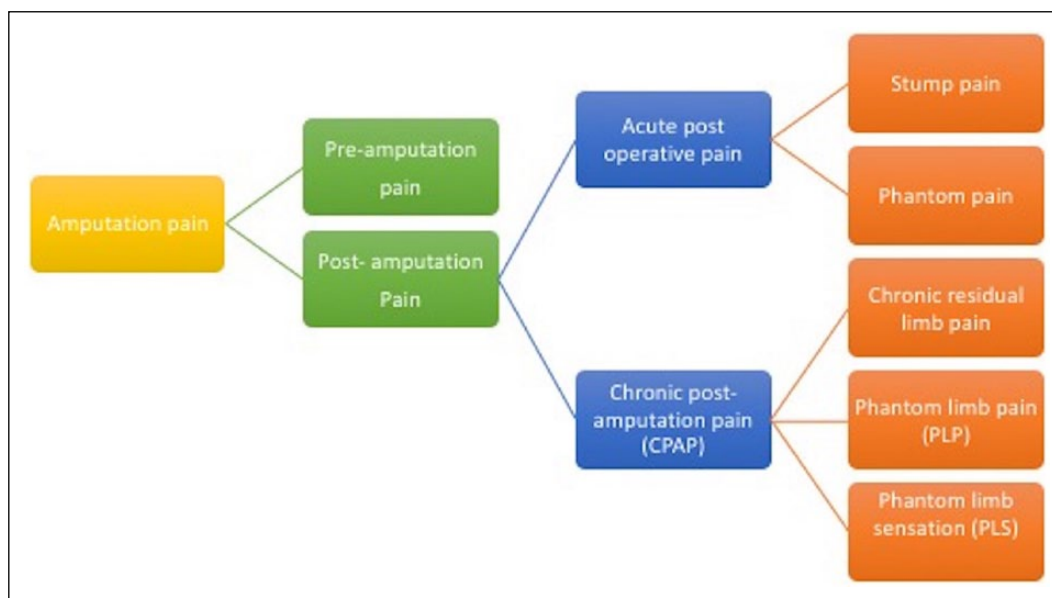 Amputation pain
Pre-amputation
pain
Post- amputation
Pain
Acute post
operative pain
Chronic post-
amputation pain
(CPAP)
Stump pain
Phantom pain
Chronic residual
limb pain
Phantom limb pain
(PLP)
Phantom limb
sensation (PLS)